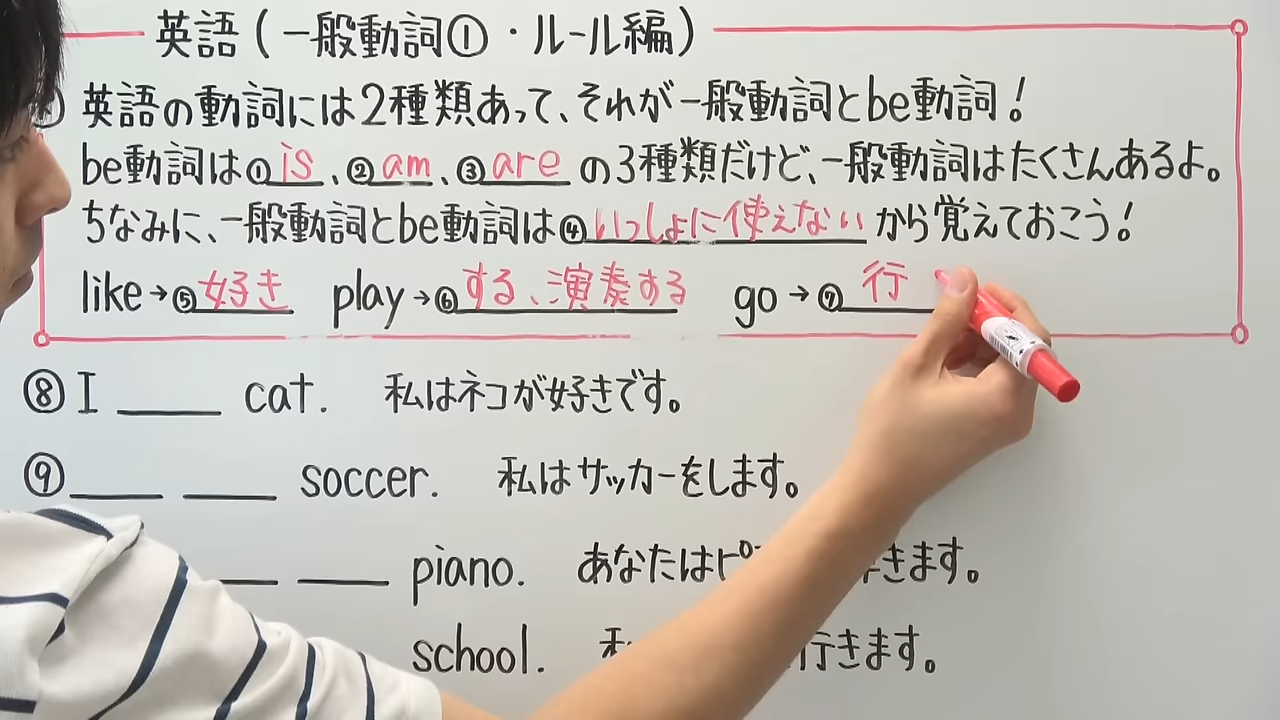 英語(一般動詞①・ルール編)
英語の動詞には2種類あって、それが一般動詞とbe動詞!
be動詞は①is、②am、③areの3種類だけど、一般動詞はたくさんあるよ。
ちなみに、一般動詞とbe動詞は④いっしょに使えないから覚えておこう!
like→⑤好き play→⑥する、演奏する go→⑦行
⑧I ____ cat. 私はネコが好きです。
⑨____ ____ soccer. 私はサッカーをします。
____ ____ piano. あなたはピ きます。
school. 私 行きます。